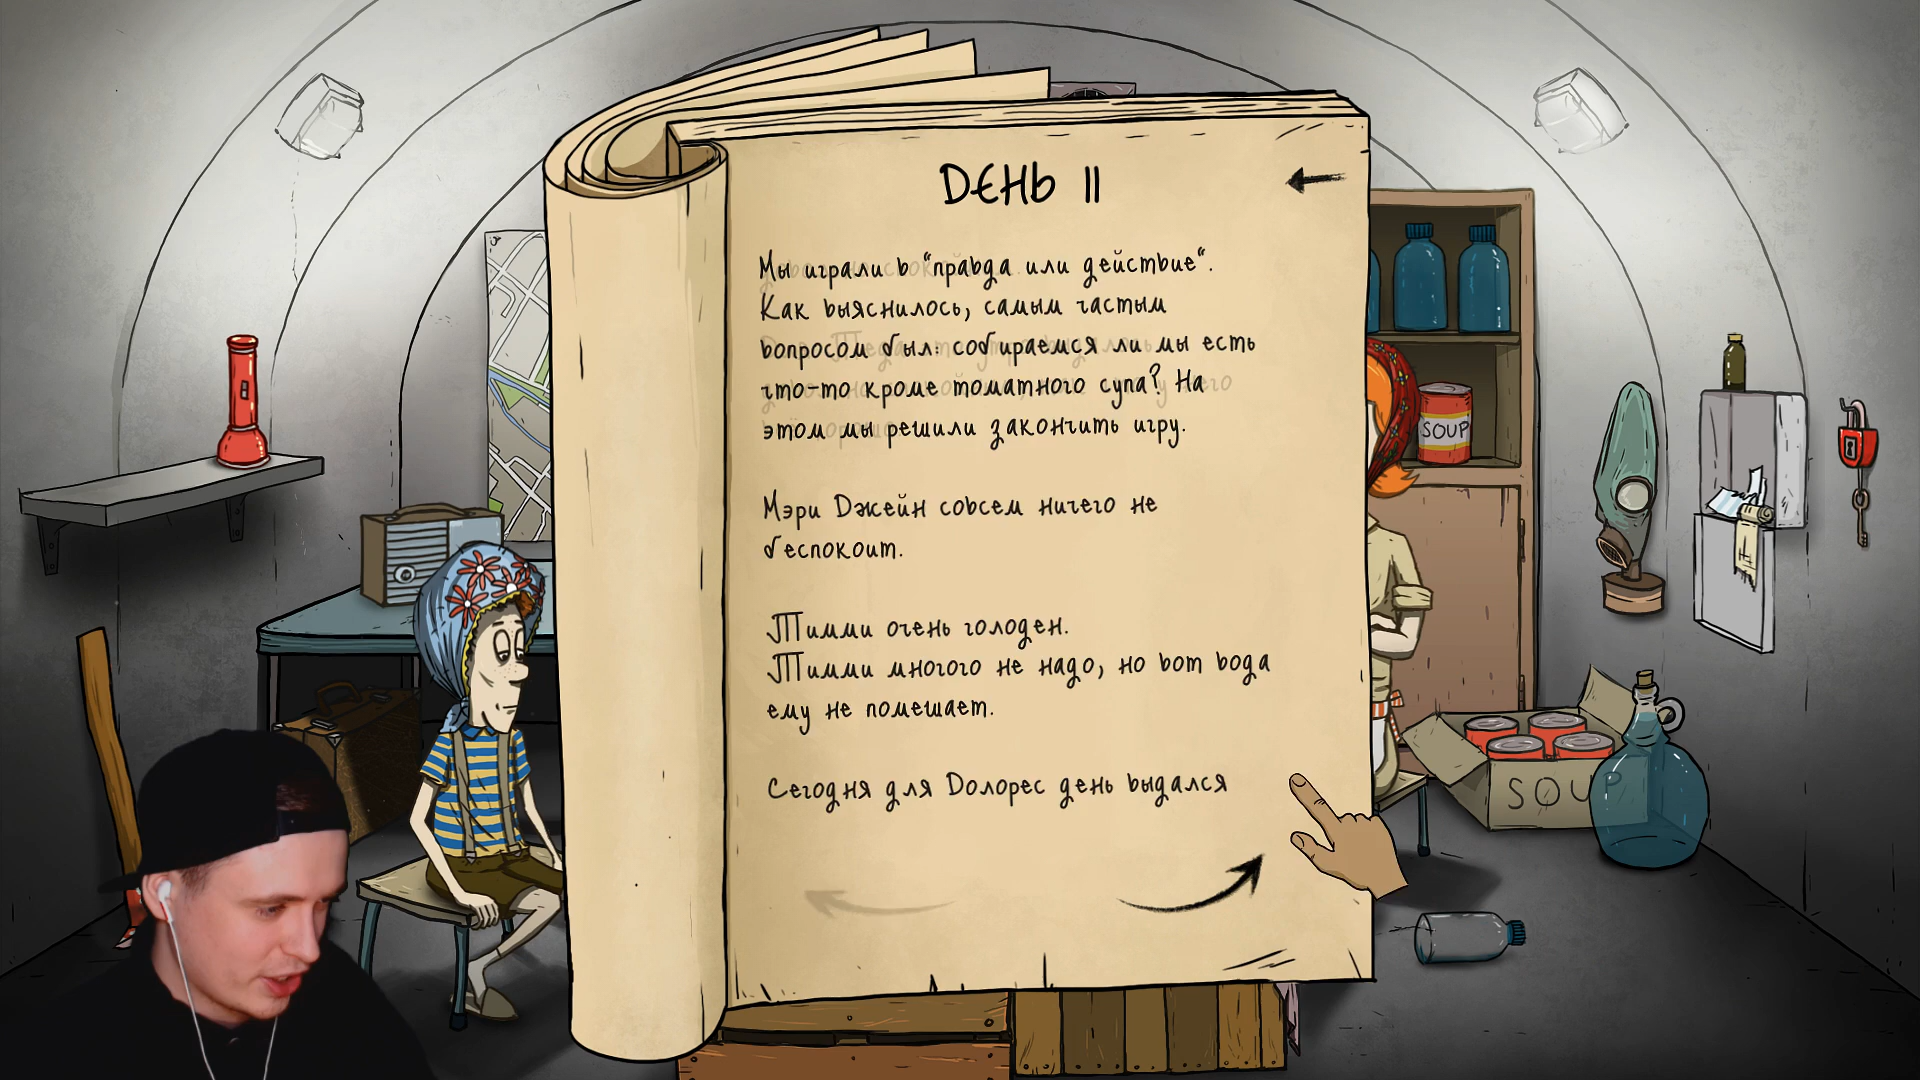 ДЕНЬ 11
Мы играли в "правда или действие".
Как выяснилось, самым частым
вопросом был: собираемся ли мы есть
что-то кроме томатного супа? На
этом мы решили закончить игру.
Мэри Джейн совсем ничего не
беспокоит.
Тимми очень голоден.
Тимми многого не надо, но вот вода
ему не помешает.
Сегодня для Долорес день выдался
SOUP
SOUP